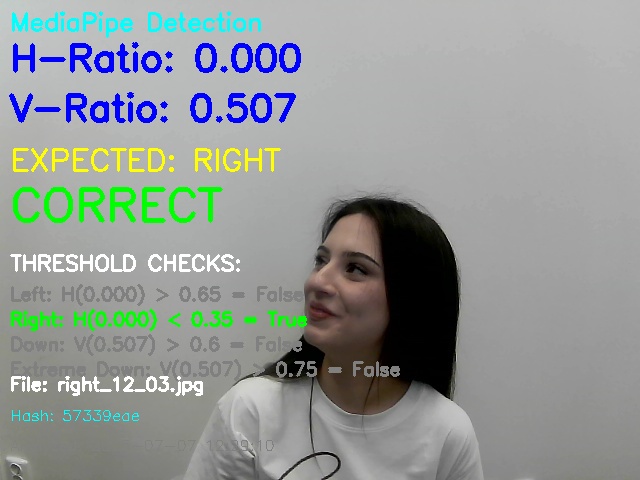 MediaPipe Detection
H-Ratio: 0.000
V-Ratio: 0.507
EXPECTED: RIGHT
CORRECT
THRESHOLD CHECKS:
Left: H(0.000) > 0.65 = False
Right: H(0.000) < 0.35 = True
Down: V(0.507) > 0.6 = False
Extreme Down: V(0.507) > 0.75 = False
File: right_12_03.jpg
Hash: 57339eae